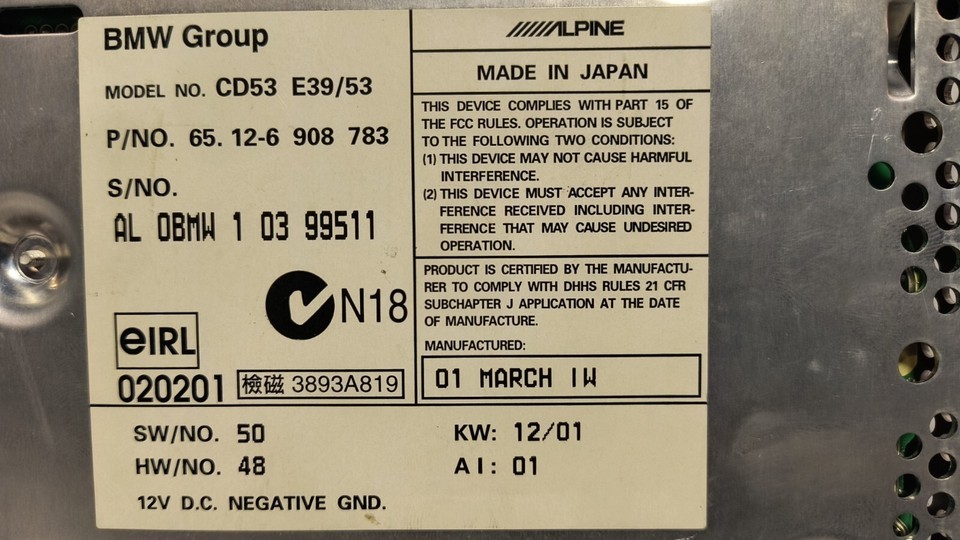 BMW Group
MODEL NO. CD53 E39/53
P/NO. 65. 12-6 908 783
S/NO.
AL 0BMW 1 03 99511
N18
eIRL
020201
檢磁 3893A819
ALPINE
MADE IN JAPAN
THIS DEVICE COMPLIES WITH PART 15 OF
THE FCC RULES. OPERATION IS SUBJECT
TO THE FOLLOWING TWO CONDITIONS:
(1) THIS DEVICE MAY NOT CAUSE HARMFUL
INTERFERENCE.
(2) THIS DEVICE MUST ACCEPT ANY INTER-
FERENCE RECEIVED INCLUDING INTER-
FERENCE THAT MAY CAUSE UNDESIRED
OPERATION.
PRODUCT IS CERTIFIED BY THE MANUFACTU-
RER TO COMPLY WITH DHHS RULES 21 CFR
SUBCHAPTER J APPLICATION AT THE DATE
OF MANUFACTURE.
MANUFACTURED:
01 MARCH 1W
SW/NO. 50
KW: 12/01
HW/NO. 48
AI: 01
12V D.C. NEGATIVE GND.